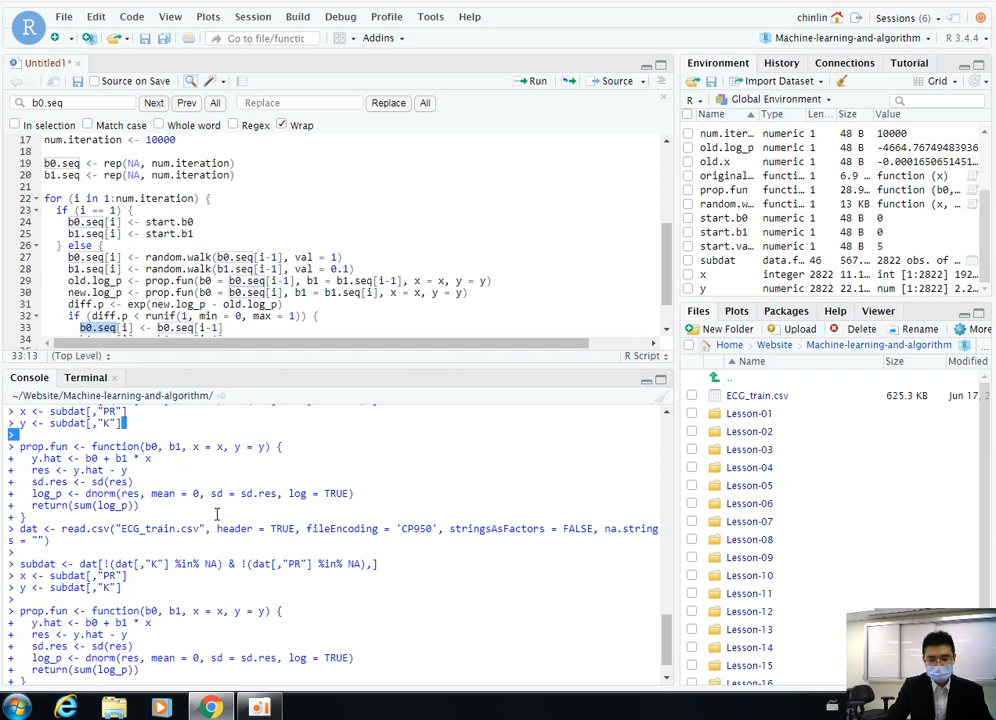 File Edit Code View Plots Session Build Debug Profile Tools Help
chinlin Sessions (6)
R Go to file/functic Addins
Machine-learning-and-algorithm R 3.4.4
Untitled1*
Source on Save Run Source
b0.seq Next Prev All Replace Replace All
In selection Match case Whole word Regex Wrap
17 num.iteration <- 10000
18
19 b0.seq <- rep(NA, num.iteration)
20 b1.seq <- rep(NA, num.iteration)
21
22 for (i in 1:num.iteration) {
23 if (i == 1) {
24 b0.seq[i] <- start.b0
25 b1.seq[i] <- start.b1
26 } else {
27 b0.seq[i] <- random.walk(b0.seq[i-1], val = 1)
28 b1.seq[i] <- random.walk(b1.seq[i-1], val = 0.1)
29 old.log_p <- prop.fun(b0 = b0.seq[i-1], b1 = b1.seq[i-1], x = x, y = y)
30 new.log_p <- prop.fun(b0 = b0.seq[i], b1 = b1.seq[i], x = x, y = y)
31 diff.p <- exp(new.log_p - old.log_p)
32 if (diff.p < runif(1, min = 0, max = 1)) {
33 b0.seq[i] <- b0.seq[i-1]
34
33:13 (Top Level) R Script
Console Terminal
~/Website/Machine-learning-and-algorithm/
> x <- subdat[,"PR"]
> y <- subdat[,"K"]
>
> prop.fun <- function(b0, b1, x = x, y = y) {
+ y.hat <- b0 + b1 * x
+ res <- y.hat - y
+ sd.res <- sd(res)
+ log_p <- dnorm(res, mean = 0, sd = sd.res, log = TRUE)
+ return(sum(log_p))
+ }
> dat <- read.csv("ECG_train.csv", header = TRUE, fileEncoding = 'CP950', stringsAsFactors = FALSE, na.string
s = "")
>
> subdat <- dat[!(dat[,"K"] %in% NA) & !(dat[,"PR"] %in% NA),]
> x <- subdat[,"PR"]
> y <- subdat[,"K"]
>
> prop.fun <- function(b0, b1, x = x, y = y) {
+ y.hat <- b0 + b1 * x
+ res <- y.hat - y
+ sd.res <- sd(res)
+ log_p <- dnorm(res, mean = 0, sd = sd.res, log = TRUE)
+ return(sum(log_p))
+ }
Environment History Connections Tutorial
Import Dataset Grid
R Global Environment
Name Type Len... Size Value
num.iter... numeric 1 48 B 10000
old.log_p numeric 1 48 B -4664.76749483936
old.x numeric 1 48 B -0.0001650651451...
original... functi... 1 6.9 ... function (x)
prop.fun functi... 1 28.9... function (b0,...
random.w... functi... 1 13 KB function (x, ...
start.b0 numeric 1 48 B 0
start.b1 numeric 1 48 B 0
start.va... numeric 1 48 B 5
subdat data.f... 46 567... 2822 obs. of ...
x integer 2822 11.1... int [1:2822] 192...
y numeric 2822 22.1... num [1:2822] 2.2...
Files Plots Packages Help Viewer
New Folder Upload Delete Rename More
Home Website Machine-learning-and-algorithm ...
Name Size Modified
..
ECG_train.csv 625.3 KB Jun 17, 2
Lesson-01
Lesson-02
Lesson-03
Lesson-04
Lesson-05
Lesson-06
Lesson-07
Lesson-08
Lesson-09
Lesson-10
Lesson-11
Lesson-12
Lesson-13
Lesson-14
Lesson-15
Lesson-16